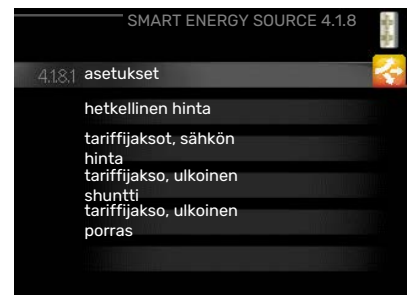 SMART ENERGY SOURCE 4.1.8
4.1.8.1 asetukset
hetkellinen hinta
tariffijaksot, sähkön
hinta
tariffijakso, ulkoinen
shuntti
tariffijakso, ulkoinen
porras